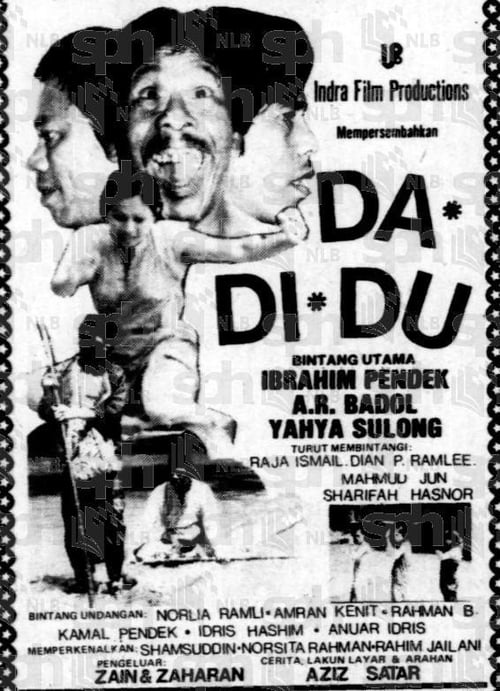 Indra Film Productions
Mempersembahkan
DA*
DI*DU
BINTANG UTAMA
IBRAHIM PENDEK
A.R. BADOL
YAHYA SULONG
TURUT MEMBINTANGI:
RAJA ISMAIL. DIAN P. RAMLEE.
MAHMUD JUN
SHARIFAH HASNOR
BINTANG UNDANGAN: NORLIA RAMLI • AMRAN KENIT • RAHMAN B.
KAMAL PENDEK • IDRIS HASHIM • ANUAR IDRIS
MEMPERKENALKAN: SHAMSUDDIN • NORSITA RAHMAN • RAHIM JAILANI
PENGELUAR: CERITA, LAKUN LAYAR & ARAHAN
ZAIN & ZAHARAN AZIZ SATAR
sph NLB